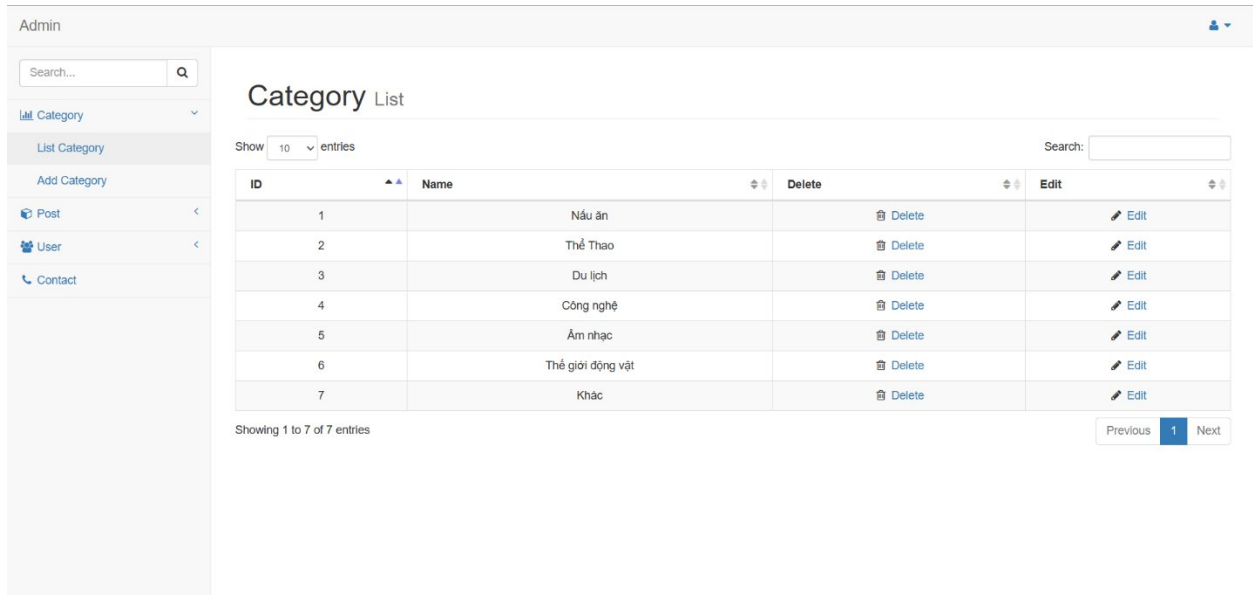 Admin
Search...
Category
List Category
Add Category
Post
User
Contact
Category List
Show 10 entries
Search:
ID Name Delete Edit
1 Nấu ăn Delete Edit
2 Thể Thao Delete Edit
3 Du lịch Delete Edit
4 Công nghệ Delete Edit
5 Âm nhạc Delete Edit
6 Thế giới động vật Delete Edit
7 Khác Delete Edit
Showing 1 to 7 of 7 entries
Previous 1 Next